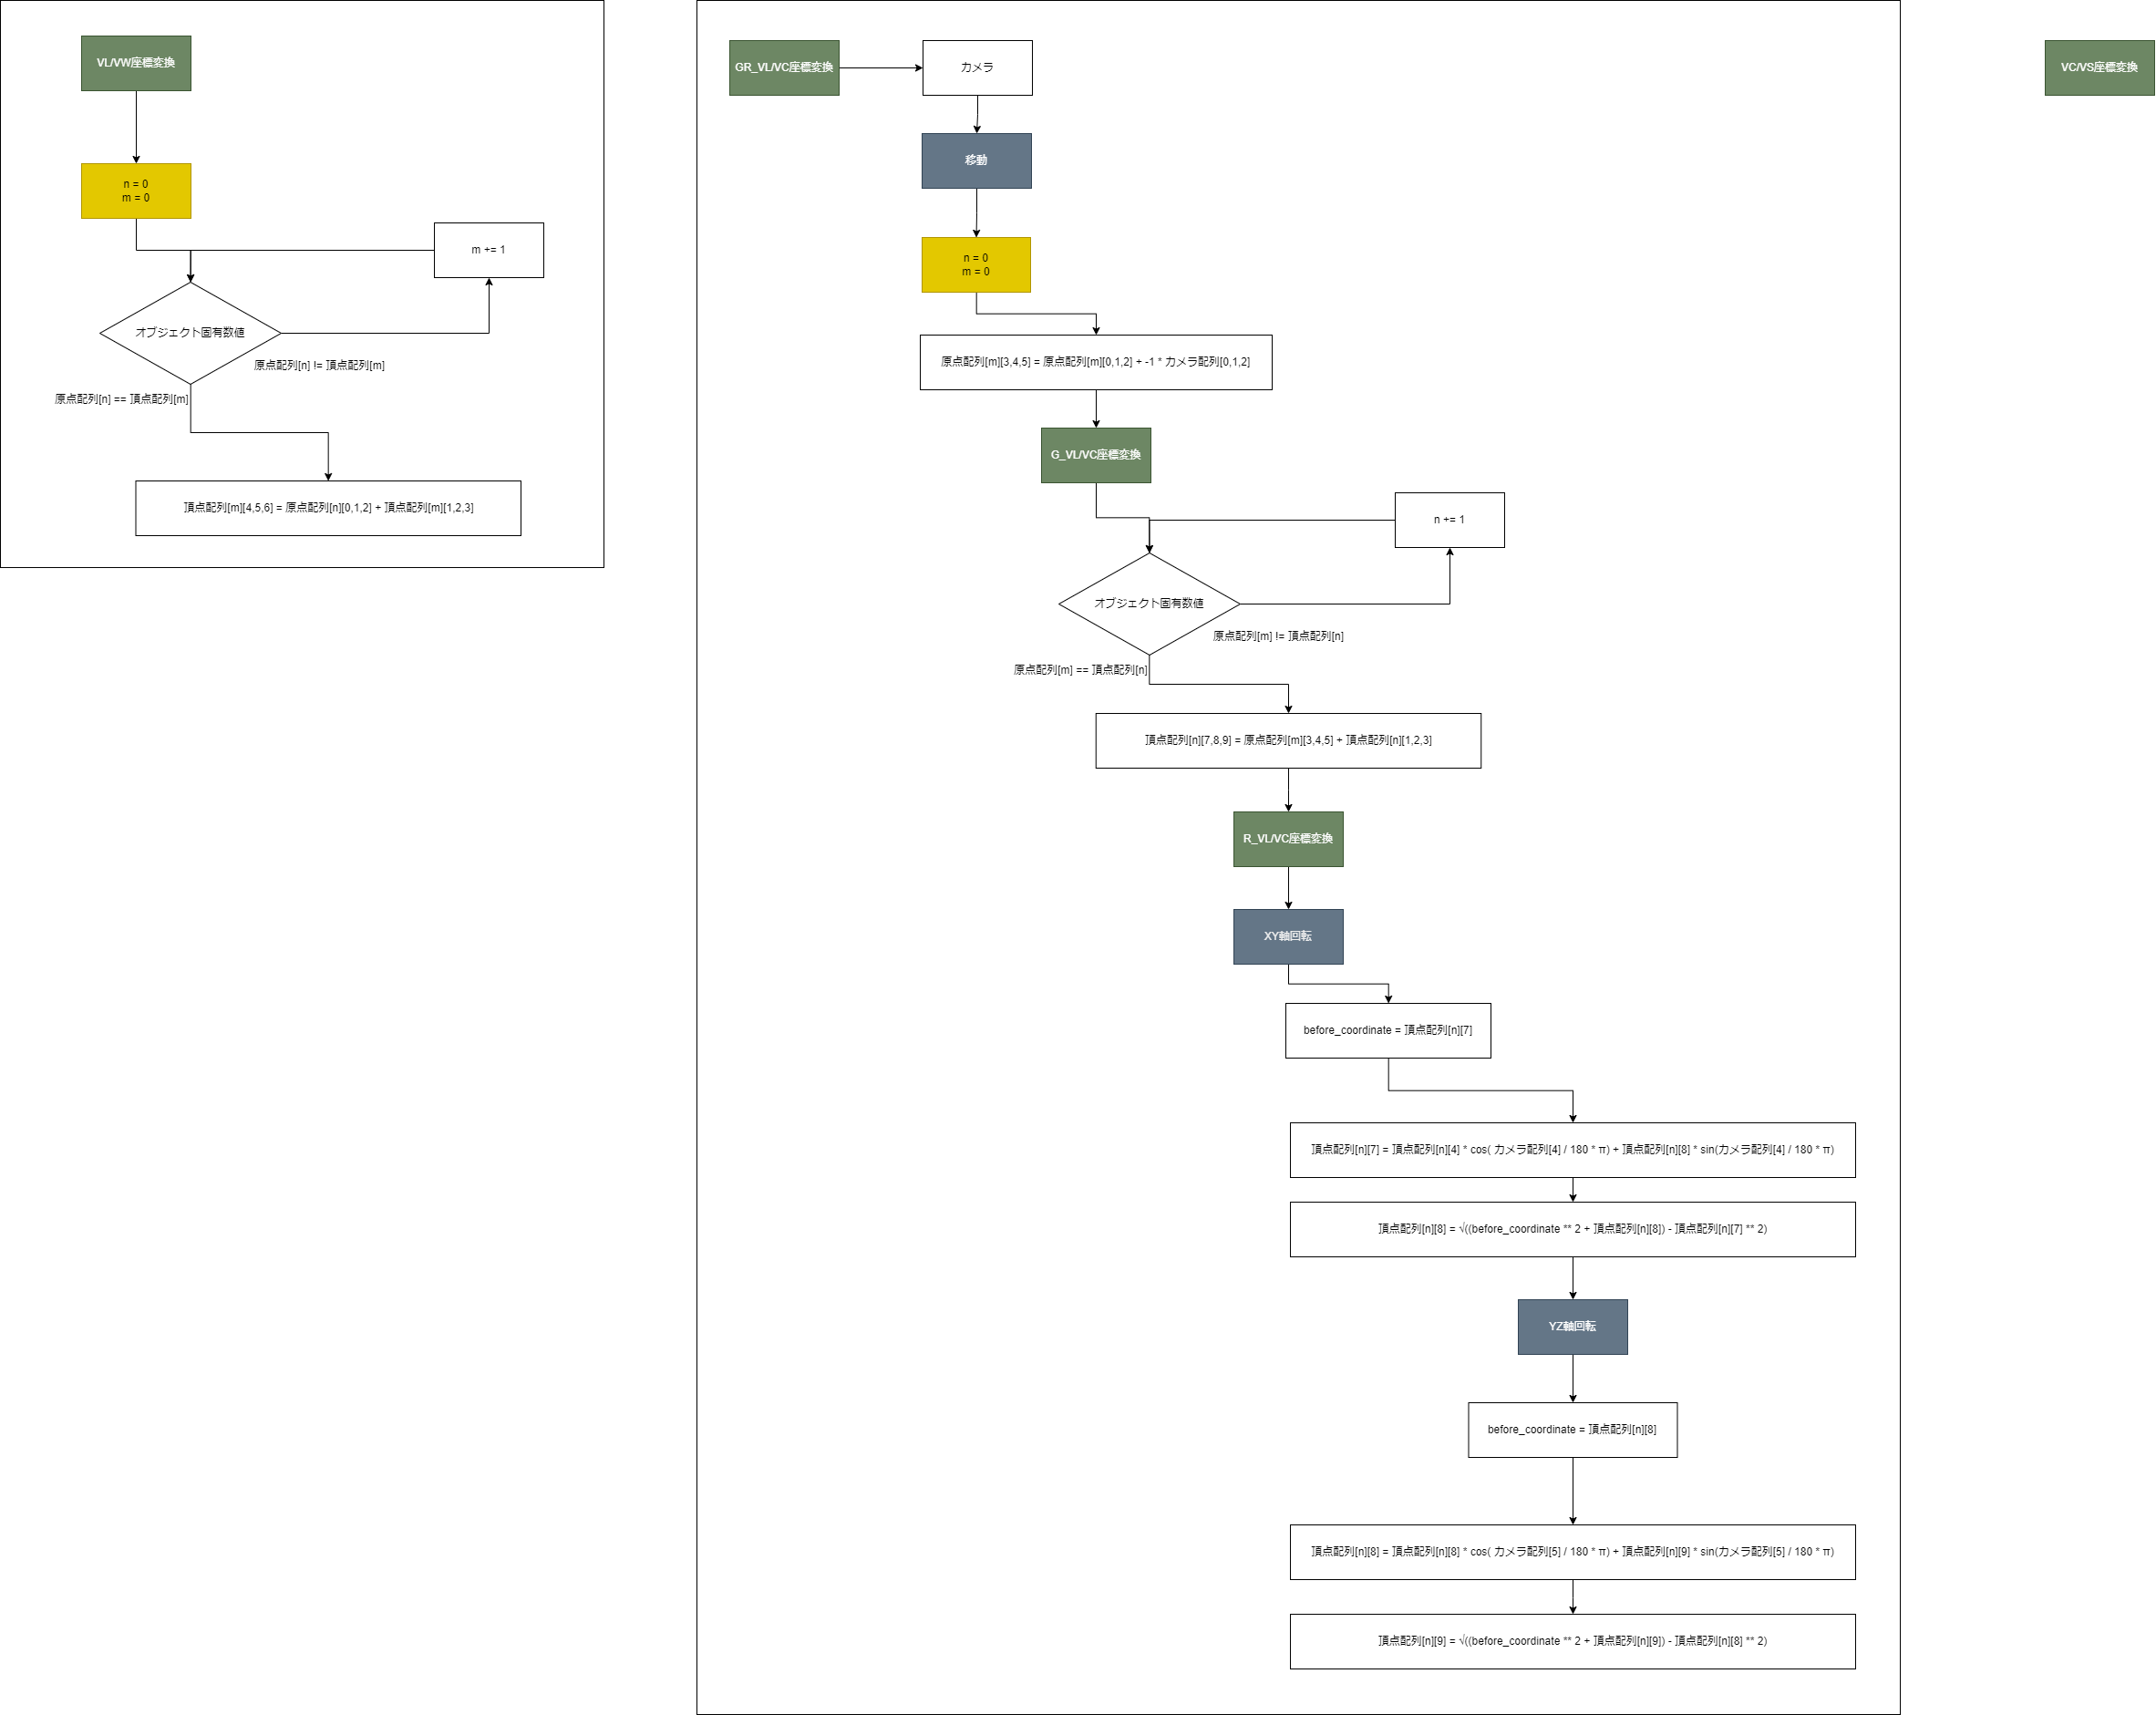 VL/VW座標変換
n = 0
m = 0
m += 1
オブジェクト固有数値
原点配列[n] != 頂点配列[m]
原点配列[n] == 頂点配列[m]
頂点配列[m][4,5,6] = 原点配列[n][0,1,2] + 頂点配列[m][1,2,3]
GR_VL/VC座標変換
カメラ
移動
n = 0
m = 0
原点配列[m][3,4,5] = 原点配列[m][0,1,2] + -1 * カメラ配列[0,1,2]
G_VL/VC座標変換
n += 1
オブジェクト固有数値
原点配列[m] != 頂点配列[n]
原点配列[m] == 頂点配列[n]
頂点配列[n][7,8,9] = 原点配列[m][3,4,5] + 頂点配列[n][1,2,3]
R_VL/VC座標変換
XY軸回転
before_coordinate = 頂点配列[n][7]
頂点配列[n][7] = 頂点配列[n][4] * cos( カメラ配列[4] / 180 * π) + 頂点配列[n][8] * sin(カメラ配列[4] / 180 * π)
頂点配列[n][8] = √((before_coordinate ** 2 + 頂点配列[n][8]) - 頂点配列[n][7] ** 2)
YZ軸回転
before_coordinate = 頂点配列[n][8]
頂点配列[n][8] = 頂点配列[n][8] * cos( カメラ配列[5] / 180 * π) + 頂点配列[n][9] * sin(カメラ配列[5] / 180 * π)
頂点配列[n][9] = √((before_coordinate ** 2 + 頂点配列[n][9]) - 頂点配列[n][8] ** 2)
VC/VS座標変換